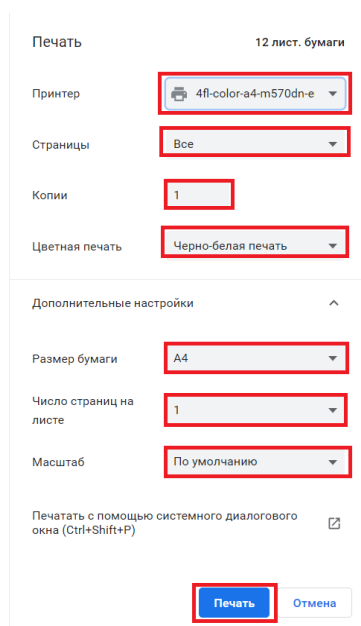 Печать 12 лист. бумаги
Принтер 4fl-color-a4-m570dn-e
Страницы Все
Копии 1
Цветная печать Черно-белая печать
Дополнительные настройки
Размер бумаги A4
Число страниц на
листе 1
Масштаб По умолчанию
Печатать с помощью системного диалогового
окна (Ctrl+Shift+P)
Печать Отмена